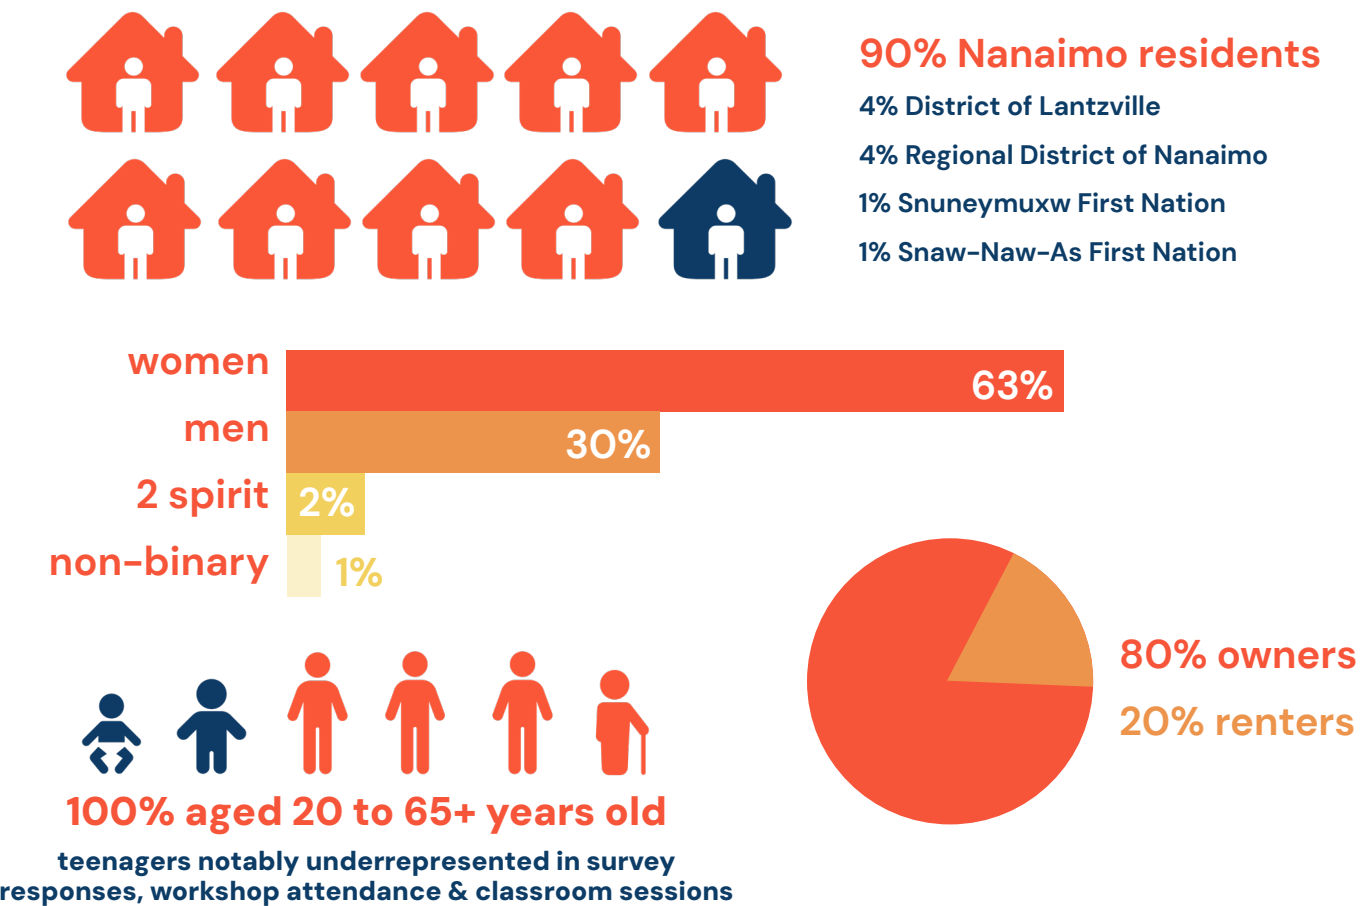 90% Nanaimo residents
4% District of Lantzville
4% Regional District of Nanaimo
1% Snuneymuxw First Nation
1% Snaw-Naw-As First Nation
women
63%
men
30%
2 spirit
2%
non-binary
1%
80% owners
20% renters
100% aged 20 to 65+ years old
teenagers notably underrepresented in survey
responses, workshop attendance & classroom sessions